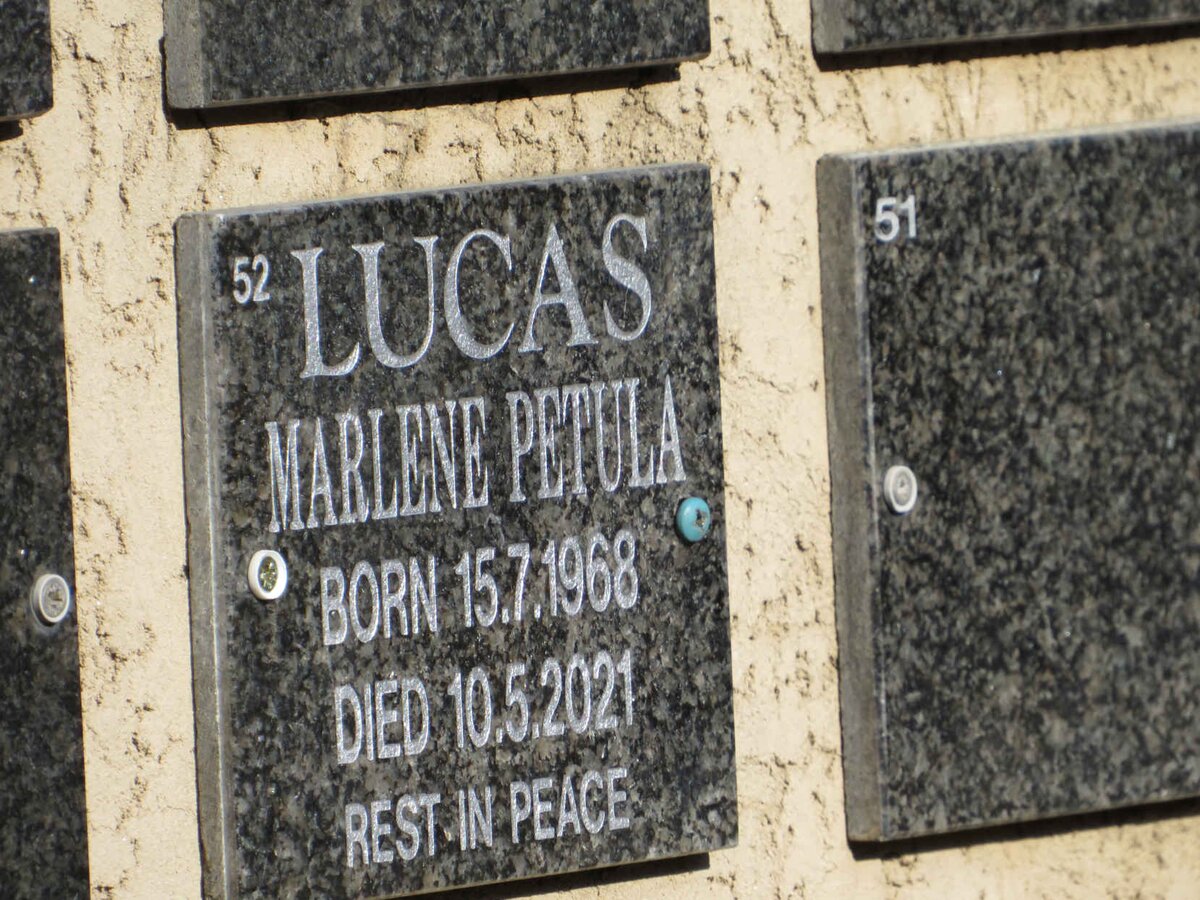 52
LUCAS
MARLENE PETULA
BORN 15.7.1968
DIED 10.5.2021
REST IN PEACE
51